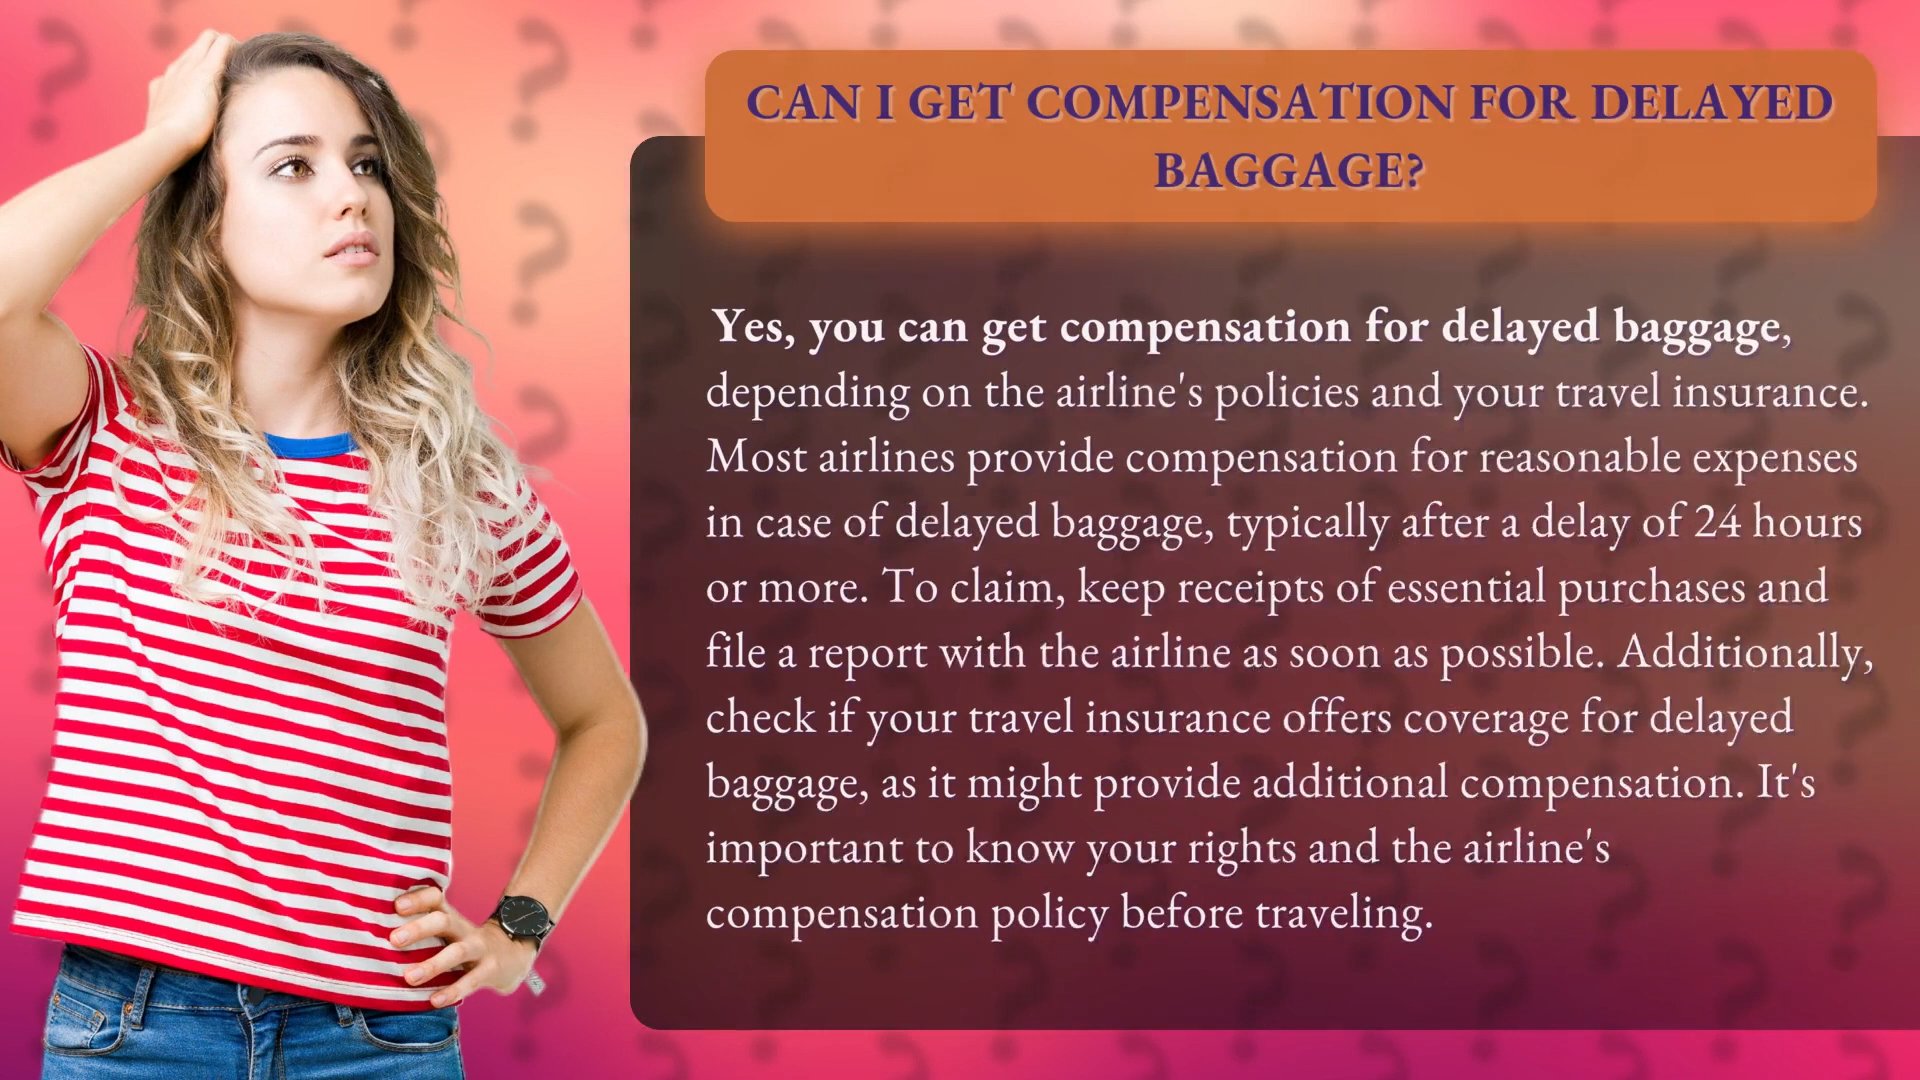 CAN I GET COMPENSATION FOR DELAYED
BAGGAGE?
Yes, you can get compensation for delayed baggage,
depending on the airline's policies and your travel insurance.
Most airlines provide compensation for reasonable expenses
in case of delayed baggage, typically after a delay of 24 hours
or more. To claim, keep receipts of essential purchases and
file a report with the airline as soon as possible. Additionally,
check if your travel insurance offers coverage for delayed
baggage, as it might provide additional compensation. It's
important to know your rights and the airline's
compensation policy before traveling.